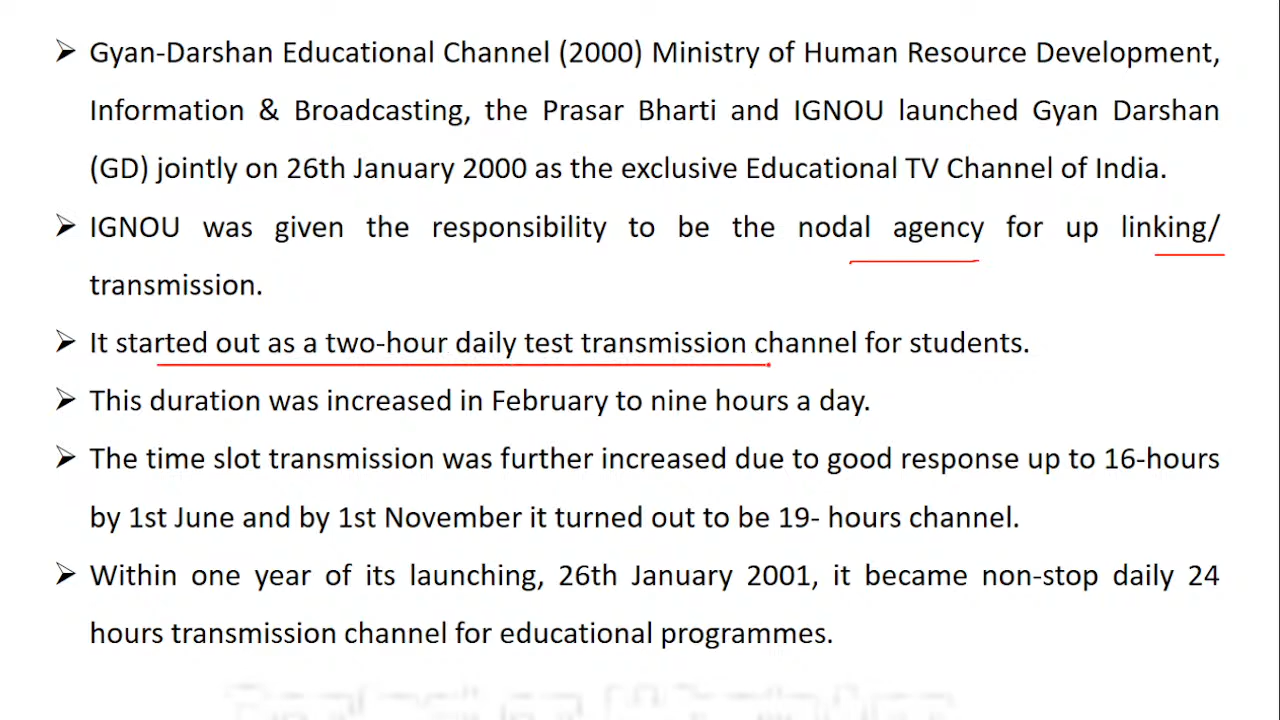 ➢ Gyan-Darshan Educational Channel (2000) Ministry of Human Resource Development,
Information & Broadcasting, the Prasar Bharti and IGNOU launched Gyan Darshan
(GD) jointly on 26th January 2000 as the exclusive Educational TV Channel of India.
➢ IGNOU was given the responsibility to be the nodal agency for up linking/
transmission.
➢ It started out as a two-hour daily test transmission channel for students.
➢ This duration was increased in February to nine hours a day.
➢ The time slot transmission was further increased due to good response up to 16-hours
by 1st June and by 1st November it turned out to be 19- hours channel.
➢ Within one year of its launching, 26th January 2001, it became non-stop daily 24
hours transmission channel for educational programmes.